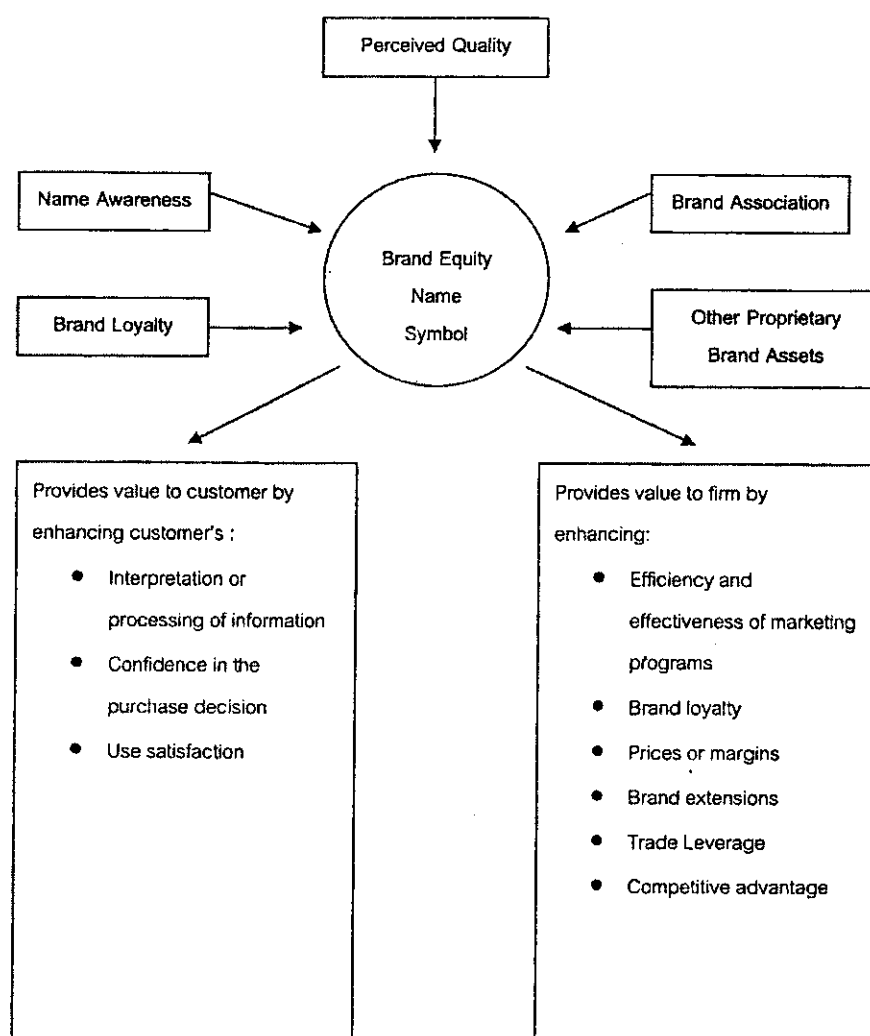 Perceived Quality
Name Awareness
Brand Association
Brand Equity
Name
Symbol
Brand Loyalty
Other Proprietary
Brand Assets
Provides value to customer by
enhancing customer's :
● Interpretation or
processing of information
● Confidence in the
purchase decision
● Use satisfaction
Provides value to firm by
enhancing:
● Efficiency and
effectiveness of marketing
programs
● Brand loyalty
● Prices or margins
● Brand extensions
● Trade Leverage
● Competitive advantage